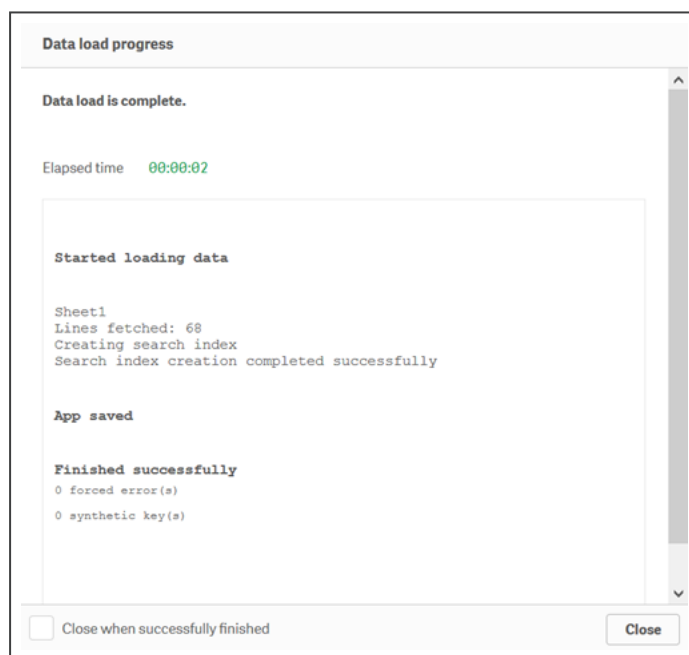 Data load progress
Data load is complete.
Elapsed time 00:00:02
Started loading data
Sheet1
Lines fetched: 68
Creating search index
Search index creation completed successfully
App saved
Finished successfully
0 forced error(s)
0 synthetic key(s)
Close when successfully finished
Close